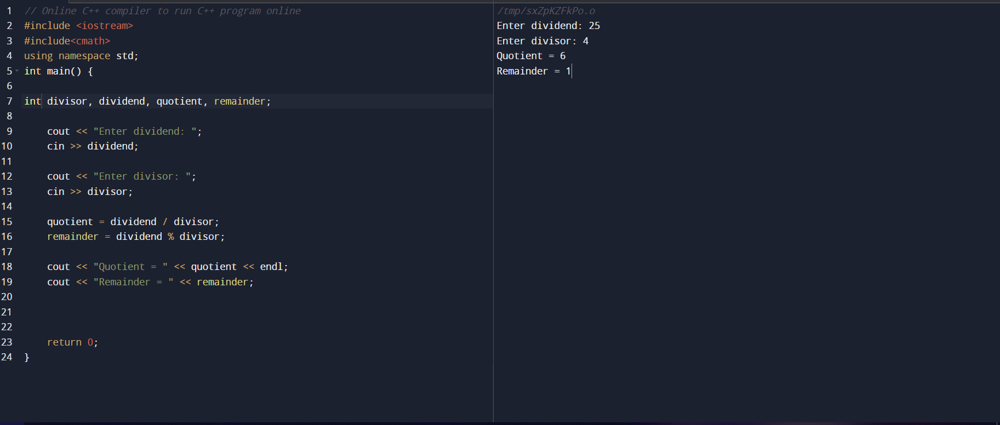 1 // Online C++ compiler to run C++ program online
2 #include <iostream>
3 #include<cmath>
4 using namespace std;
5 int main() {
6
7 int divisor, dividend, quotient, remainder;
8
9     cout << "Enter dividend: ";
10     cin >> dividend;
11
12     cout << "Enter divisor: ";
13     cin >> divisor;
14
15     quotient = dividend / divisor;
16     remainder = dividend % divisor;
17
18     cout << "Quotient = " << quotient << endl;
19     cout << "Remainder = " << remainder;
20
21
22
23     return 0;
24 }
/tmp/sxZpKZFkPo.o
Enter dividend: 25
Enter divisor: 4
Quotient = 6
Remainder = 1